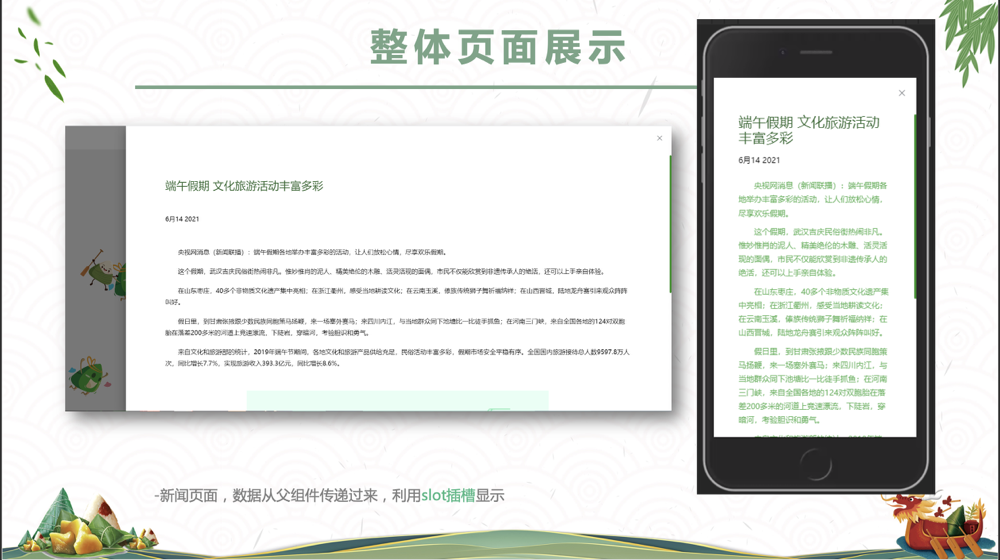 整体页面展示
×
端午假期 文化旅游活动丰富多彩
6月14 2021
央视网消息（新闻联播）：端午假期各地举办丰富多彩的活动，让人们放松心情，尽享欢乐假期。
这个假期，武汉吉庆民俗街热闹非凡。惟妙惟肖的泥人，精美绝伦的木雕，活灵活现的面偶，市民不仅能欣赏到非遗传承人的绝活，还可以上手亲自体验。
在山东枣庄，40多个非物质文化遗产集中亮相；在浙江衢州，感受当地耕读文化；在云南玉溪，傣族传统狮子舞祈福纳祥；在山西晋城，陆地龙舟喜引来观众阵阵
叫好。
假日里，到甘肃张掖跟少数民族同胞策马扬鞭，来一场塞外赛马；来四川内江，与当地群众同下池塘比一比徒手抓鱼；在河南三门峡，来自全国各地的124对双胞
胎在落差200多米的河道上竞速漂流，下陡岩，穿暗河，考验胆识和勇气。
来自文化和旅游部的统计，2019年端午节期间，各地文化和旅游产品供给充足，民俗活动丰富多彩，假期市场安全平稳有序。全国国内旅游接待总人数9597.8万人
次，同比增长7.7%，实现旅游收入393.3亿元，同比增长8.6%。
×
端午假期 文化旅游活动
丰富多彩
6月14 2021
央视网消息（新闻联播）：端午假期各
地举办丰富多彩的活动，让人们放松心情，
尽享欢乐假期。
这个假期，武汉吉庆民俗街热闹非凡。
惟妙惟肖的泥人，精美绝伦的木雕，活灵活
现的面偶，市民不仅能欣赏到非遗传承人的
绝活，还可以上手亲自体验。
在山东枣庄，40多个非物质文化遗产集
中亮相；在浙江衢州，感受当地耕读文化；
在云南玉溪，傣族传统狮子舞祈福纳祥；在
山西晋城，陆地龙舟喜引来观众阵阵叫好。
假日里，到甘肃张掖跟少数民族同胞策
马扬鞭，来一场塞外赛马；来四川内江，与
当地群众同下池塘比一比徒手抓鱼；在河南
三门峡，来自全国各地的124对双胞胎在落
差200多米的河道上竞速漂流，下陡岩，穿
暗河，考验胆识和勇气。
-新闻页面，数据从父组件传递过来，利用slot插槽显示